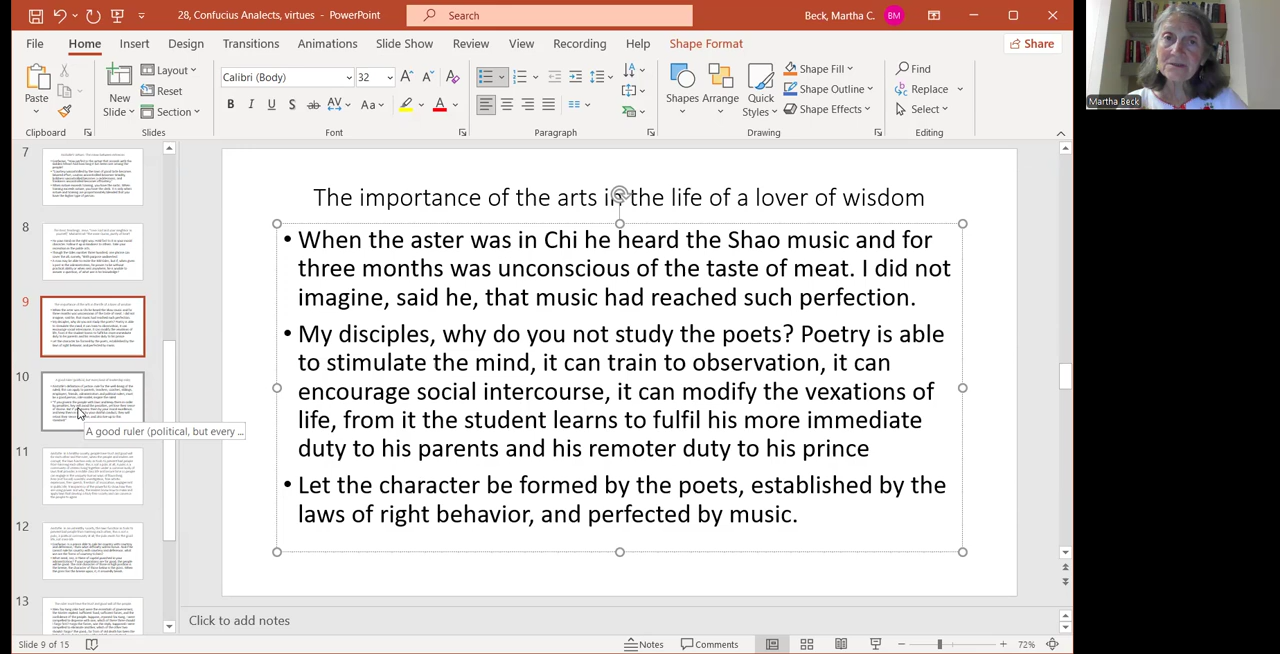 28, Confucius Analects, virtues - PowerPoint
Search
Beck, Martha C.
BM
File Home Insert Design Transitions Animations Slide Show Review View Recording Help Shape Format
Share
Paste
New Slide
Layout
Reset
Section
Calibri (Body) 32
Shapes
Arrange
Quick Styles
Shape Fill
Shape Outline
Shape Effects
Find
Replace
Select
Clipboard Slides Font Paragraph Drawing Editing
Martha Beck
7
8
9
10
A good ruler (political, but every ...
11
12
13
The importance of the arts in the life of a lover of wisdom
• When the aster was in Chi he heard the Shao music and for
three months was unconscious of the taste of meat. I did not
imagine, said he, that music had reached such perfection.
• My disciples, why do you not study the poets? Poetry is able
to stimulate the mind, it can train to observation, it can
encourage social intercourse, it can modify the vexations of
life, from it the student learns to fulfil his more immediate
duty to his parents and his remoter duty to his prince
• Let the character be formed by the poets, established by the
laws of right behavior, and perfected by music.
Click to add notes
Slide 9 of 15
Notes
Comments
72%